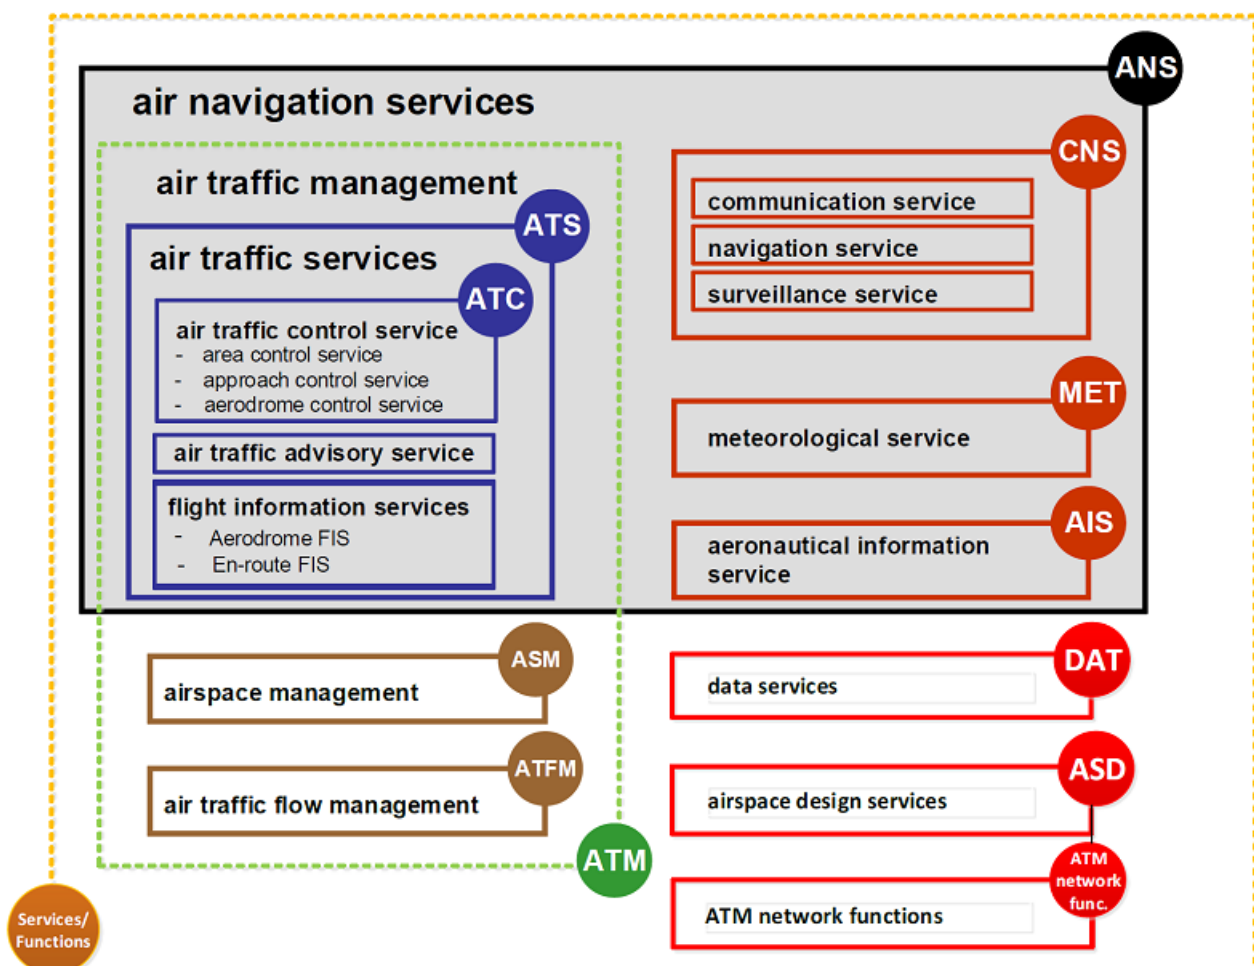 ANS
air navigation services
air traffic management
ATS
air traffic services
ATC
air traffic control service
- area control service
- approach control service
- aerodrome control service
air traffic advisory service
flight information services
- Aerodrome FIS
- En-route FIS
CNS
communication service
navigation service
surveillance service
MET
meteorological service
AIS
aeronautical information
service
ASM
airspace management
ATFM
air traffic flow management
ATM
DAT
data services
ASD
airspace design services
ATM
network
func.
ATM network functions
Services/
Functions